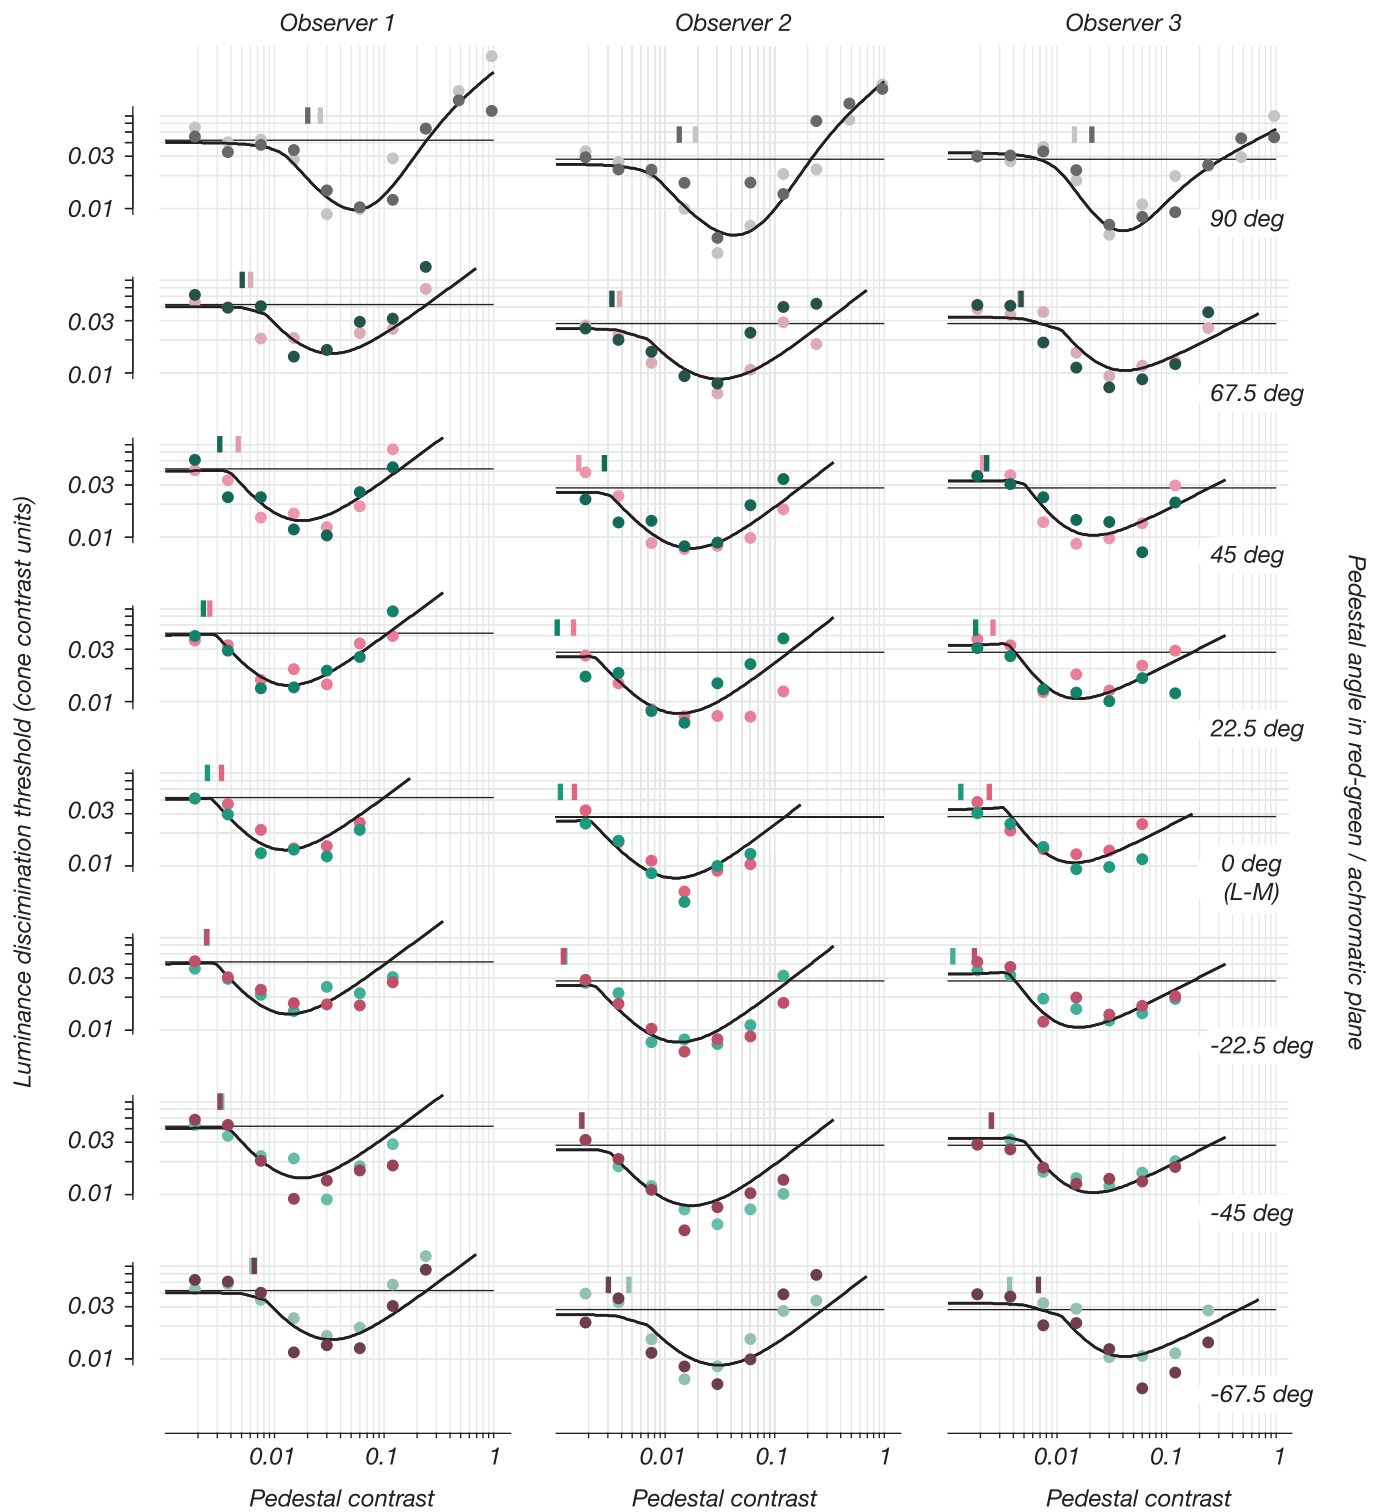 Observer 1
Observer 2
Observer 3
Luminance discimination threshold (cone contrast units)
Pedestal angle in red-green / achromatic plane
0.03
0.01
90 deg
0.03
0.01
67.5 deg
0.03
0.01
45 deg
0.03
0.01
22.5 deg
0.03
0.01
0 deg
(L-M)
0.03
0.01
-22.5 deg
0.03
0.01
-45 deg
0.03
0.01
-67.5 deg
0.01 0.1 1
0.01 0.1 1
0.01 0.1 1
Pedestal contrast
Pedestal contrast
Pedestal contrast